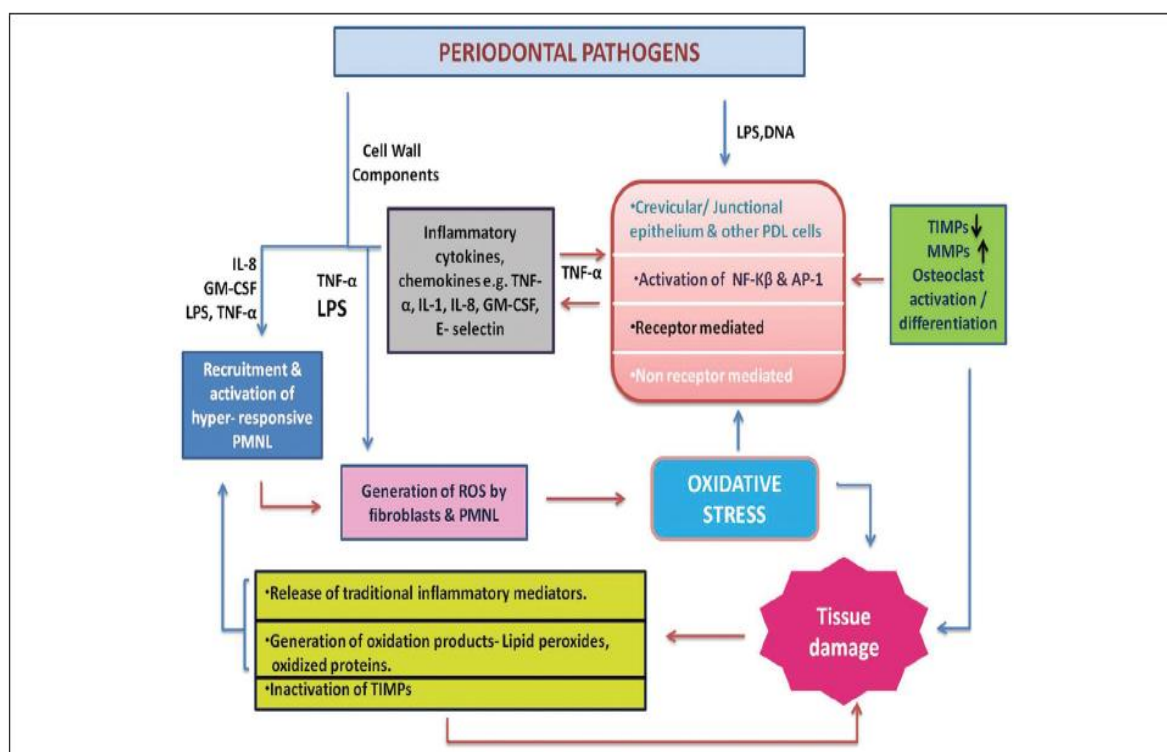 PERIODONTAL PATHOGENS
LPS,DNA
Cell Wall
Components
IL-8
GM-CSF
LPS, TNF-α
TNF-α
LPS
Inflammatory
cytokines,
chemokines e.g. TNF-
α, IL-1, IL-8, GM-CSF,
E- selectin
TNF-α
•Crevicular/ Junctional
epithelium & other PDL cells
•Activation of NF-Kβ & AP-1
•Receptor mediated
•Non receptor mediated
TIMPs↓
MMPs↑
Osteoclast
activation /
differentiation
Recruitment &
activation of
hyper- responsive
PMNL
Generation of ROS by
fibroblasts & PMNL
OXIDATIVE
STRESS
•Release of traditional inflammatory mediators.
•Generation of oxidation products- Lipid peroxides,
oxidized proteins.
•Inactivation of TIMPs
Tissue
damage